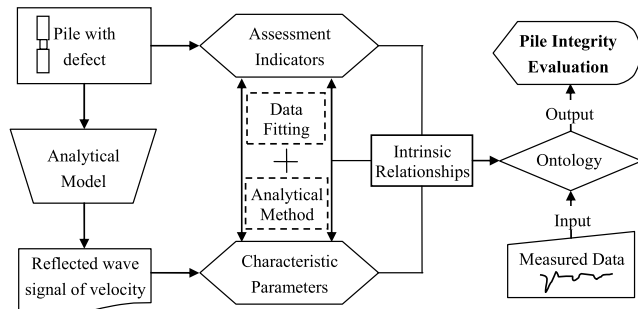 Pile with
defect
Assessment
Indicators
Pile Integrity
Evaluation
Data
Fitting
Output
Analytical
Model
Intrinsic
Relationships
Ontology
Analytical
Method
Input
Reflected wave
signal of velocity
Characteristic
Parameters
Measured Data